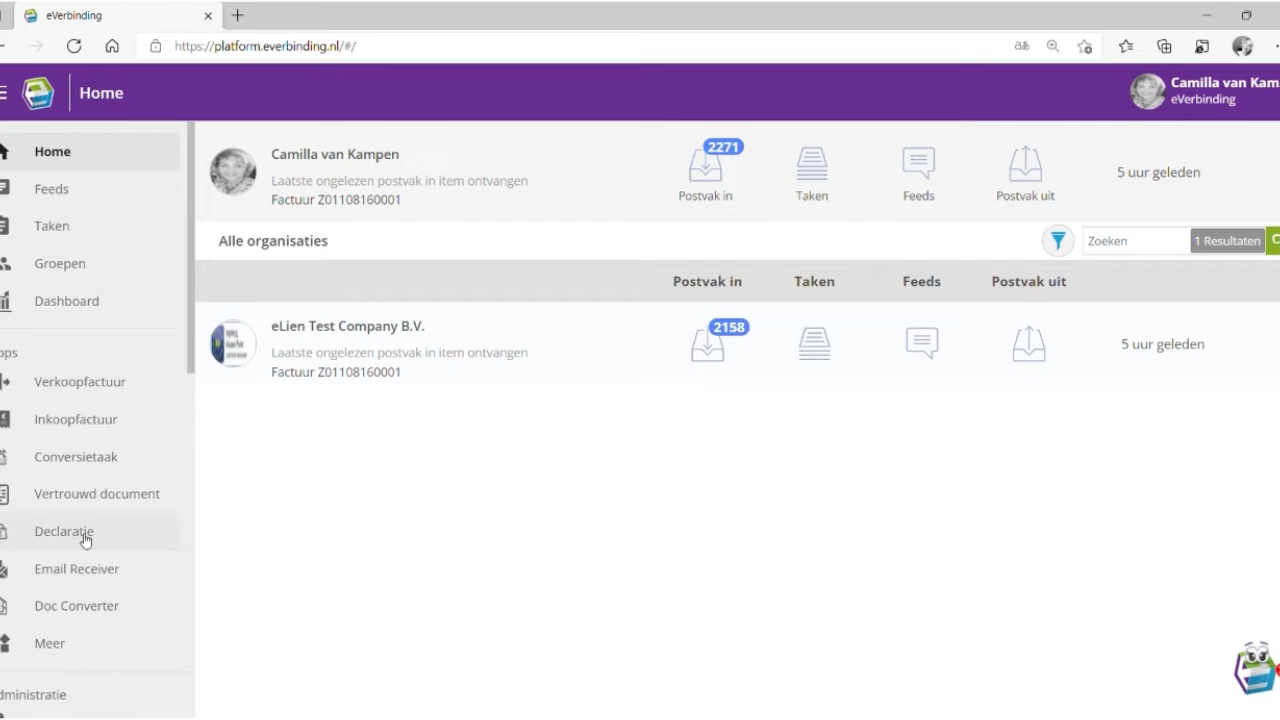 eVerbinding
https://platform.everbinding.nl/#/
Home
Camilla van Kam
eVerbinding
Home
Feeds
Taken
Groepen
Dashboard
ops
Verkoopfactuur
Inkoopfactuur
Conversietaak
Vertrouwd document
Declaratie
Email Receiver
Doc Converter
Meer
dministratie
Camilla van Kampen
Laatste ongelezen postvak in item ontvangen
Factuur Z01108160001
2271
Postvak in
Taken
Feeds
Postvak uit
5 uur geleden
Alle organisaties
Zoeken
1 Resultaten
Postvak in
Taken
Feeds
Postvak uit
eLien Test Company B.V.
Laatste ongelezen postvak in item ontvangen
Factuur Z01108160001
2158
5 uur geleden